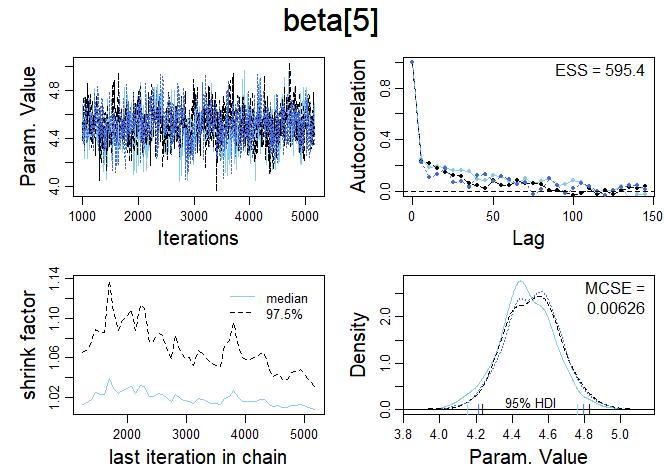 beta[5]
Param. Value
4.0 4.4 4.8
1000 2000 3000 4000 5000
Iterations
Autocorrelation
0.0 0.4 0.8
ESS = 595.4
0 50 100 150
Lag
shrink factor
1.02 1.06 1.10 1.14
median
97.5%
2000 3000 4000 5000
last iteration in chain
Density
0.0 1.0 2.0
MCSE =
0.00626
95% HDI
3.8 4.0 4.2 4.4 4.6 4.8 5.0
Param. Value